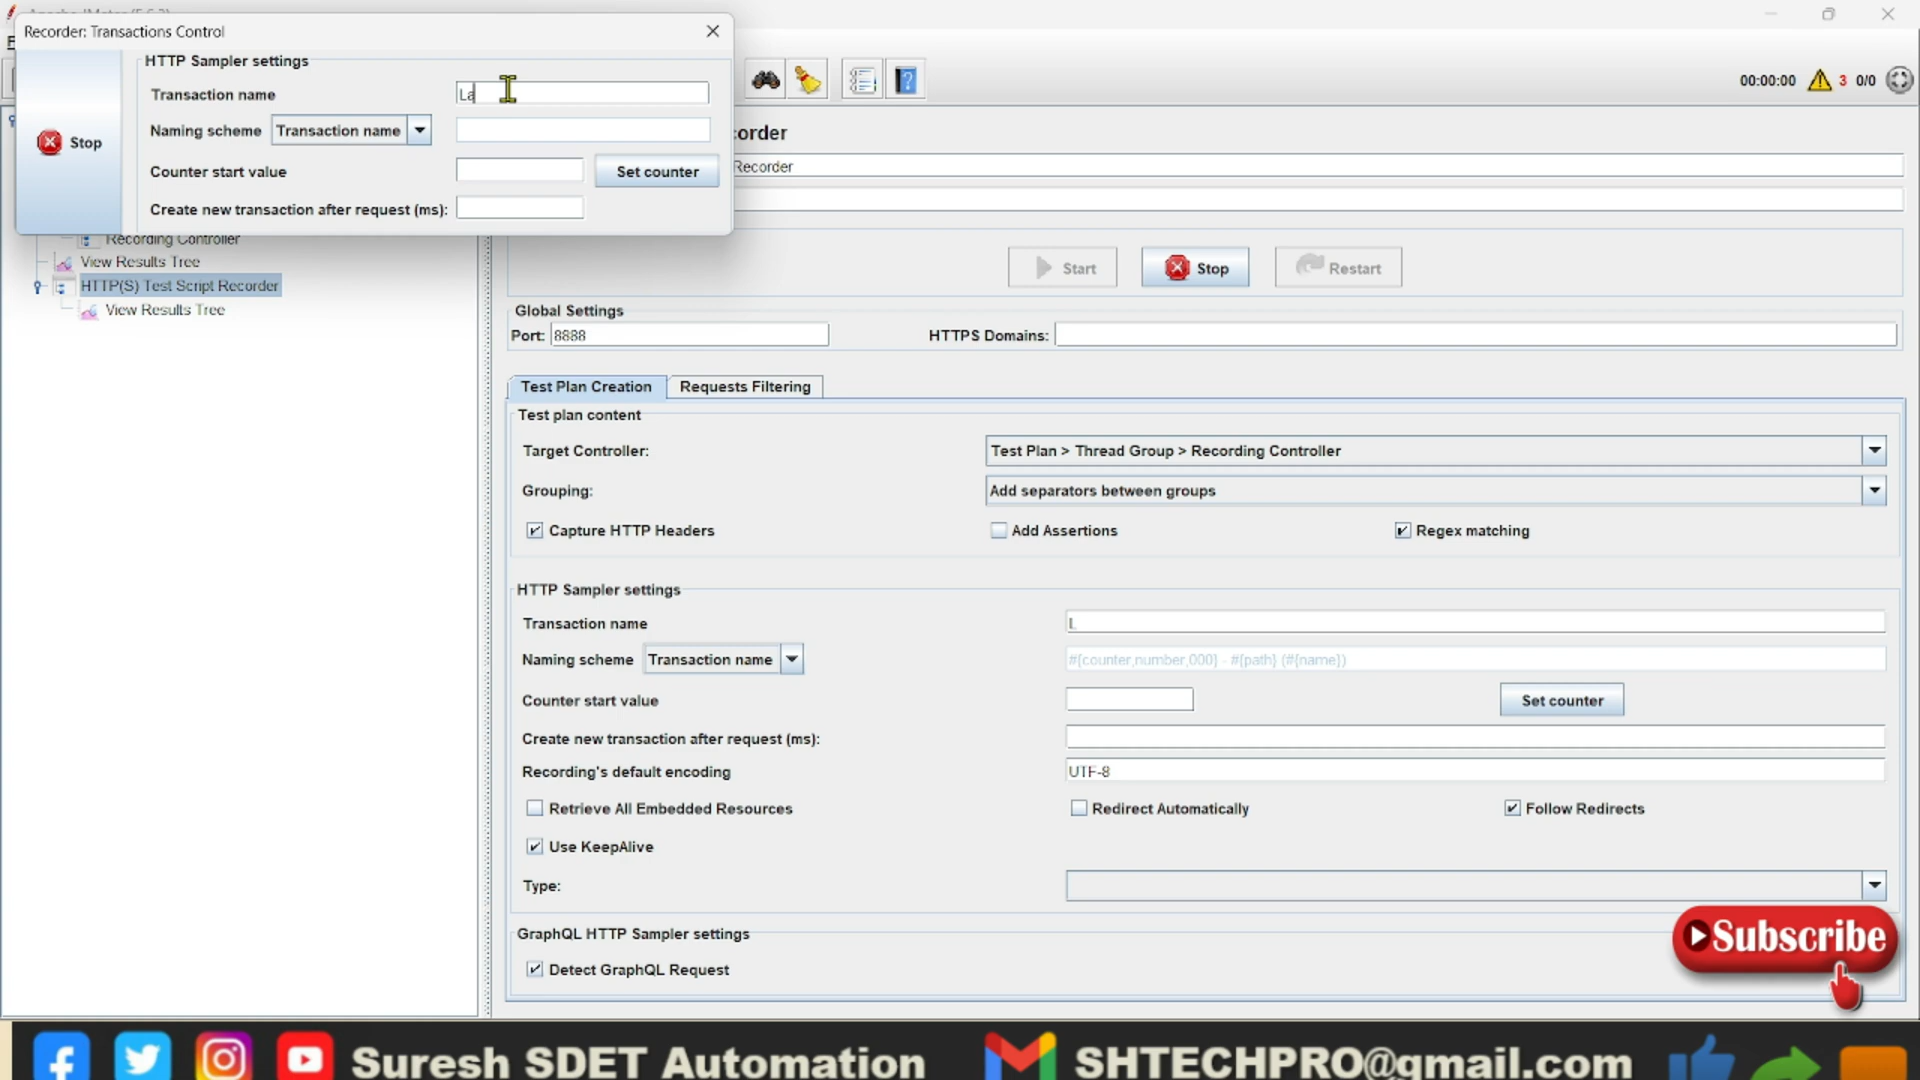 Recorder: Transactions Control
HTTP Sampler settings
Transaction name
La
Naming scheme
Transaction name
Stop
Counter start value
Set counter
Create new transaction after request (ms):
00:00:00
3
0/0
Recorder
Recording Controller
View Results Tree
HTTP(S) Test Script Recorder
View Results Tree
Start
Stop
Restart
Global Settings
Port:
8888
HTTPS Domains:
Test Plan Creation
Requests Filtering
Test plan content
Target Controller:
Test Plan > Thread Group > Recording Controller
Grouping:
Add separators between groups
Capture HTTP Headers
Add Assertions
Regex matching
HTTP Sampler settings
Transaction name
L
Naming scheme
Transaction name
#{counter,number,000} - #{path} (#{name})
Counter start value
Set counter
Create new transaction after request (ms):
Recording's default encoding
UTF-8
Retrieve All Embedded Resources
Redirect Automatically
Follow Redirects
Use KeepAlive
Type:
Subscribe
GraphQL HTTP Sampler settings
Detect GraphQL Request
Suresh SDET Automation
SHTECHPRO@gmail.com